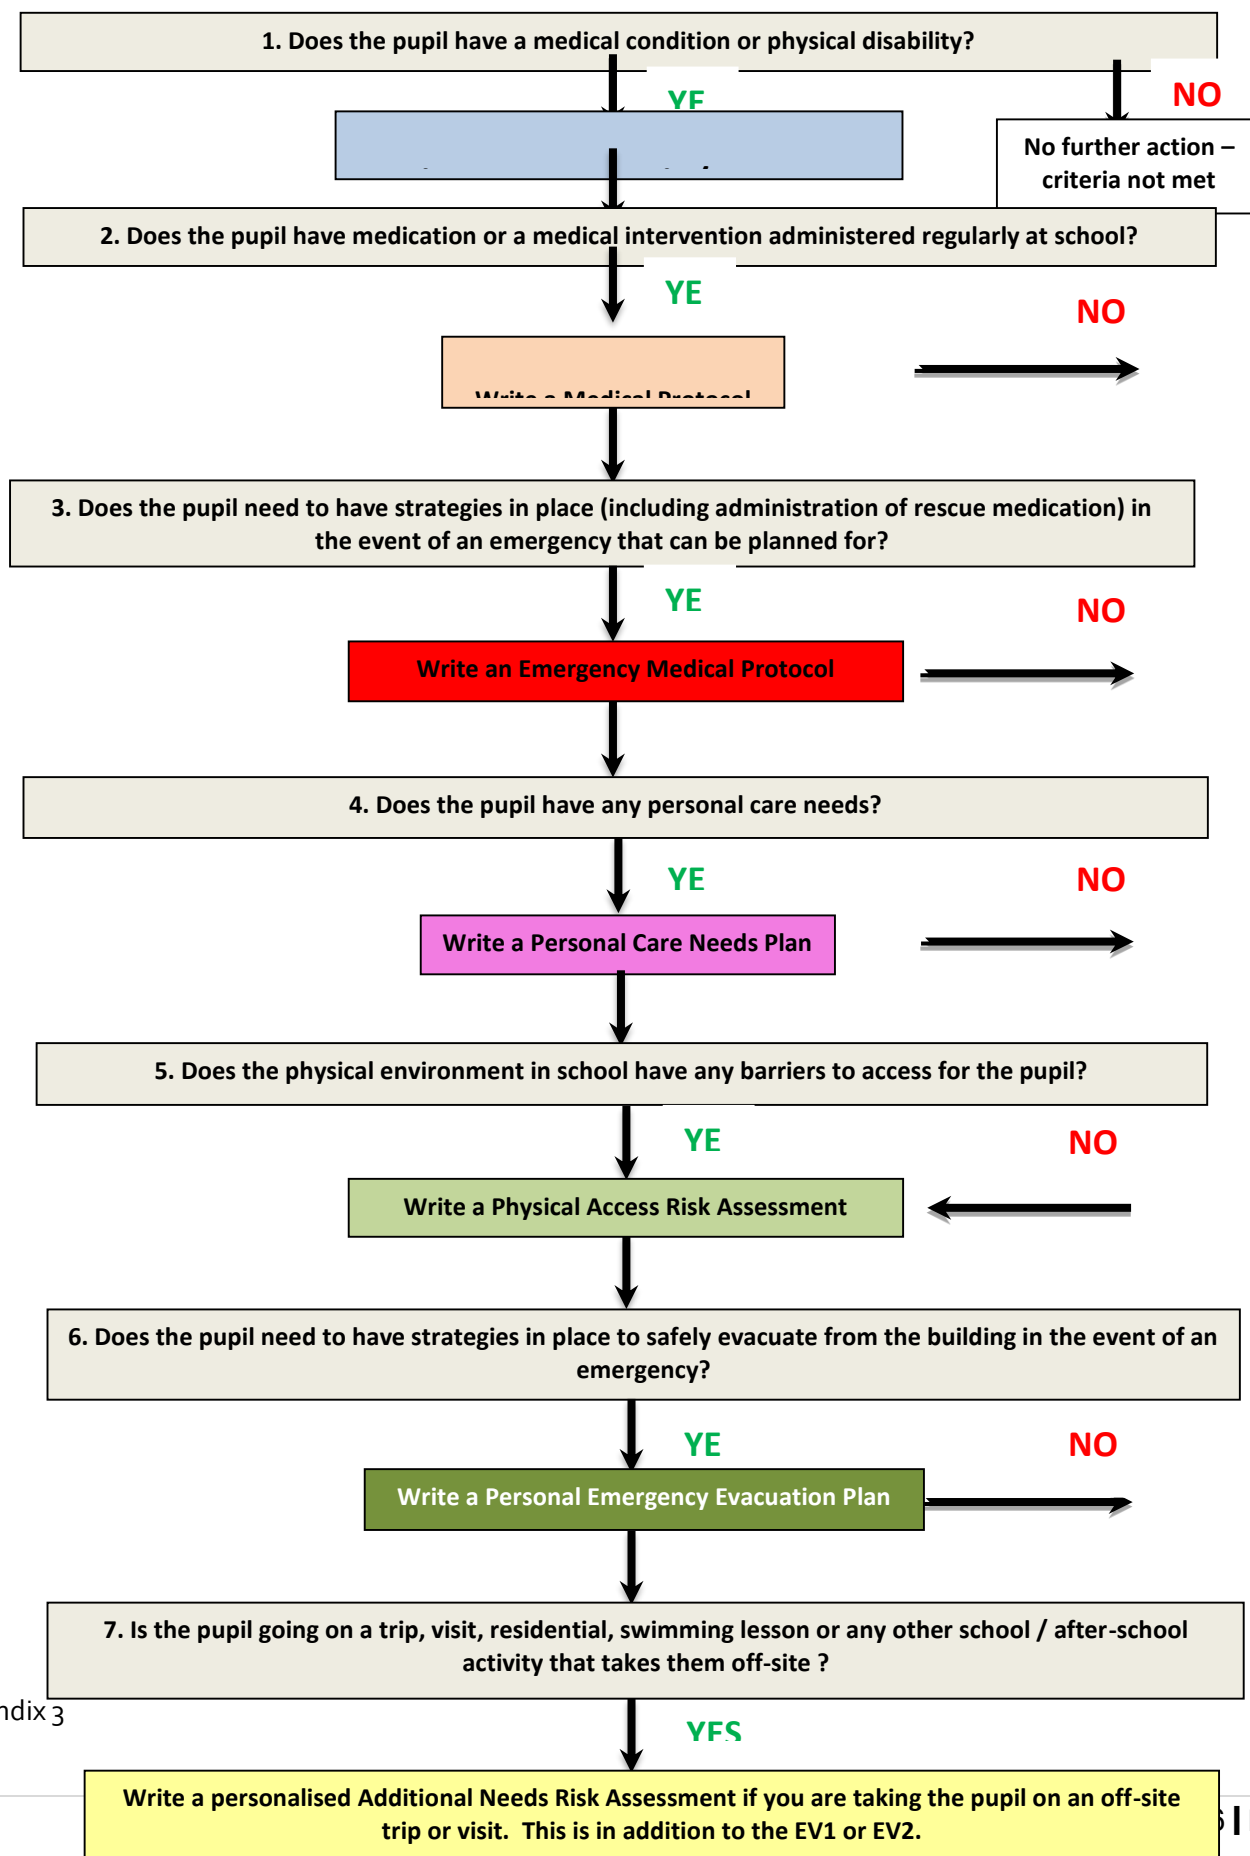 1. Does the pupil have a medical condition or physical disability?
YE
NO
No further action –
criteria not met
2. Does the pupil have medication or a medical intervention administered regularly at school?
YE
NO
Write a Medical Protocol
3. Does the pupil need to have strategies in place (including administration of rescue medication) in
the event of an emergency that can be planned for?
YE
NO
Write an Emergency Medical Protocol
4. Does the pupil have any personal care needs?
YE
NO
Write a Personal Care Needs Plan
5. Does the physical environment in school have any barriers to access for the pupil?
YE
NO
Write a Physical Access Risk Assessment
6. Does the pupil need to have strategies in place to safely evacuate from the building in the event of an
emergency?
YE
NO
Write a Personal Emergency Evacuation Plan
7. Is the pupil going on a trip, visit, residential, swimming lesson or any other school / after-school
activity that takes them off-site ?
ndix 3
YES
Write a personalised Additional Needs Risk Assessment if you are taking the pupil on an off-site
trip or visit.  This is in addition to the EV1 or EV2.